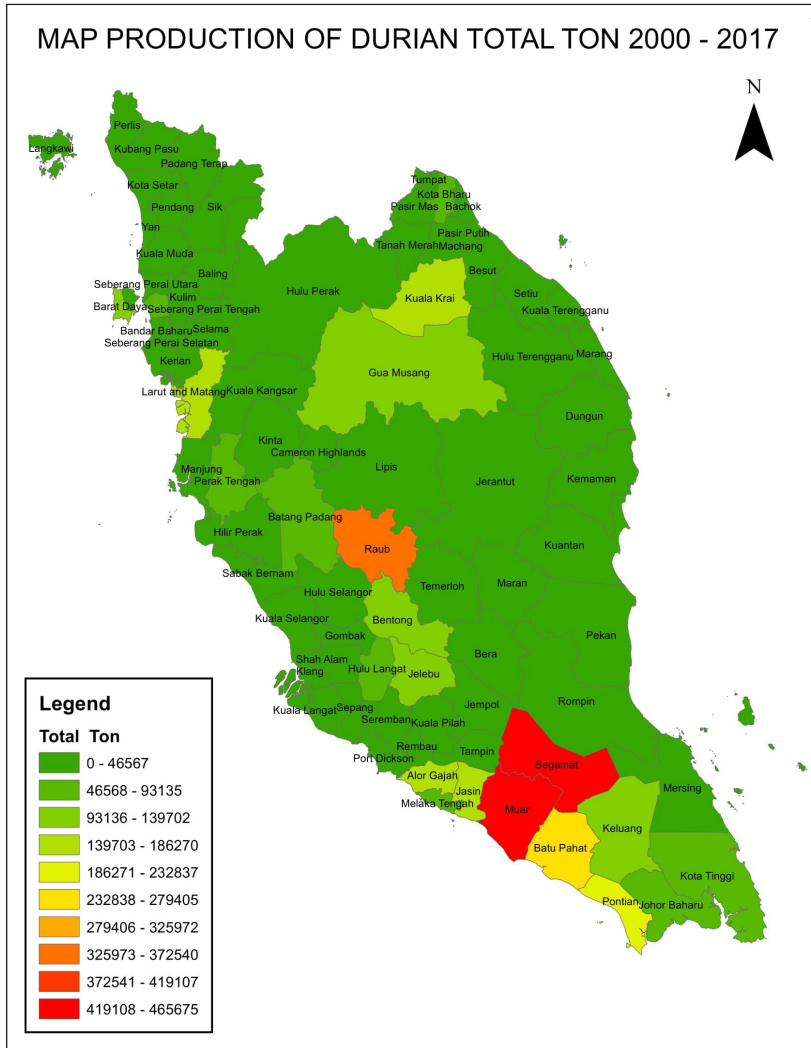 MAP PRODUCTION OF DURIAN TOTAL TON 2000 - 2017
N
Perlis
Langkawi
Kubang Pasu
Padang Terap
Kota Setar
Pendang
Sik
Yan
Kuala Muda
Baling
Seberang Perai Utara
Kulim
Barat Daya
Seberang Perai Tengah
Bandar Baharu
Selama
Seberang Perai Selatan
Kerian
Larut and Matang
Kuala Kangsar
Hulu Perak
Tumpat
Kota Bharu
Pasir Mas
Bachok
Pasir Putih
Tanah Merah
Machang
Besut
Kuala Krai
Setiu
Kuala Terengganu
Gua Musang
Hulu Terengganu
Marang
Dungun
Kinta
Cameron Highlands
Lipis
Jerantut
Kemaman
Manjung
Perak Tengah
Batang Padang
Hilir Perak
Raub
Kuantan
Sabak Bernam
Hulu Selangor
Temerloh
Maran
Kuala Selangor
Bentong
Gombak
Pekan
Shah Alam
Klang
Hulu Langat
Jelebu
Bera
Kuala Langat
Sepang
Seremban
Kuala Pilah
Jempol
Rompin
Rembau
Port Dickson
Tampin
Segamat
Alor Gajah
Jasin
Melaka Tengah
Muar
Mersing
Keluang
Batu Pahat
Kota Tinggi
Pontian
Johor Baharu
Legend
Total Ton
0 - 46567
46568 - 93135
93136 - 139702
139703 - 186270
186271 - 232837
232838 - 279405
279406 - 325972
325973 - 372540
372541 - 419107
419108 - 465675